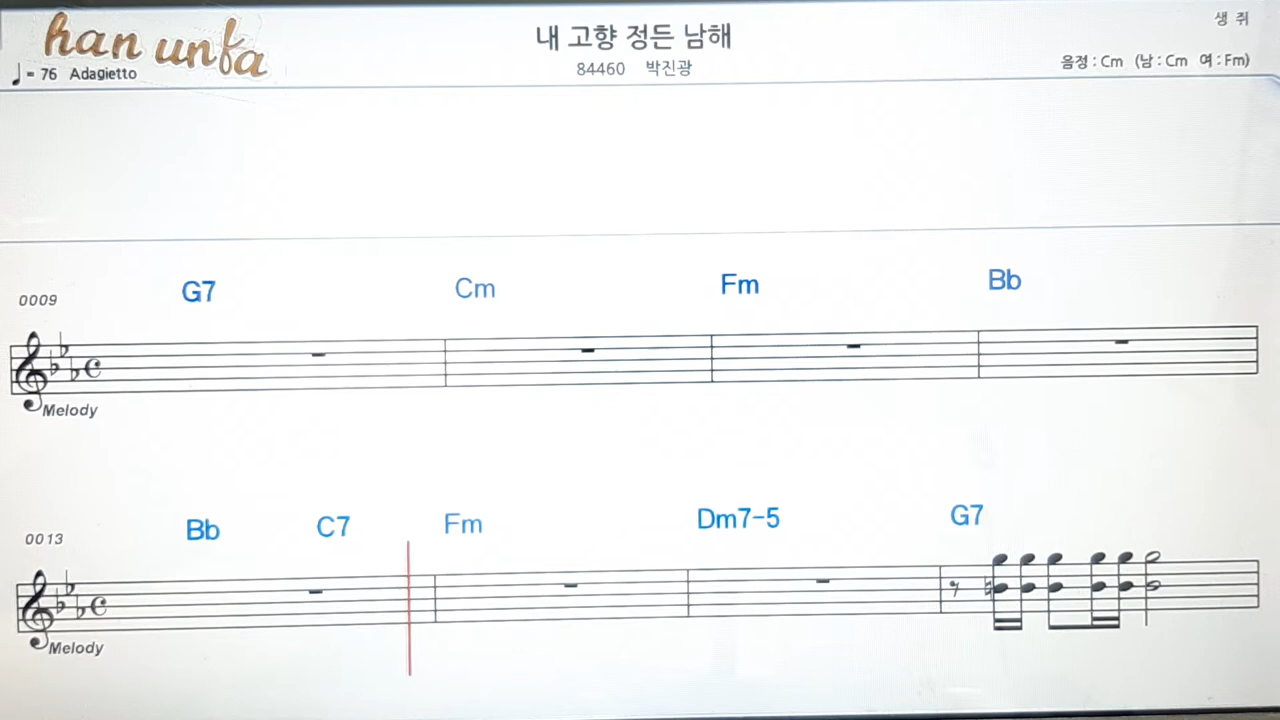 han unfa
내 고향 정든 남해
생 쥐
♩= 76 Adagietto
84460 박진광
음정 : Cm (남 : Cm 여 : Fm)
0009 G7 Cm Fm Bb
Melody
0013 Bb C7 Fm Dm7-5 G7
Melody